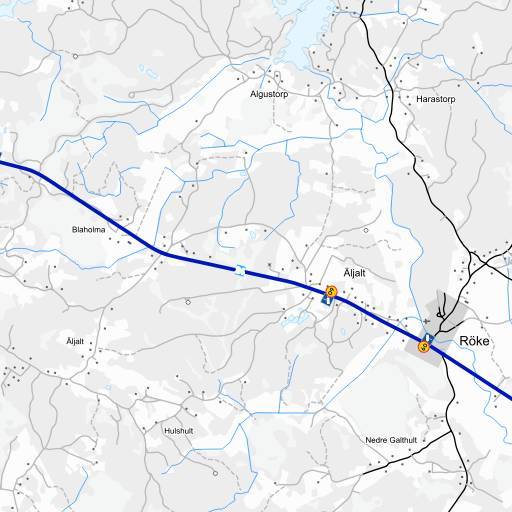 Algustorp
Harastorp
Blaholma
Äljalt
Äljalt
Röke
Hulshult
Nedre Galthult